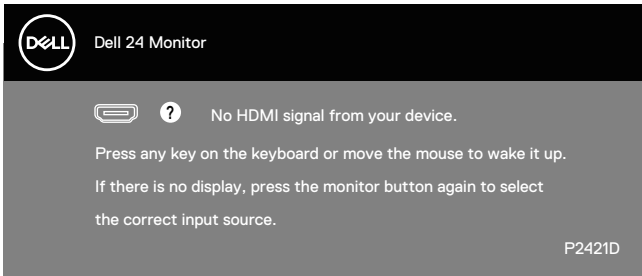 DELL
Dell 24 Monitor
? No HDMI signal from your device.
Press any key on the keyboard or move the mouse to wake it up.
If there is no display, press the monitor button again to select
the correct input source.
P2421D